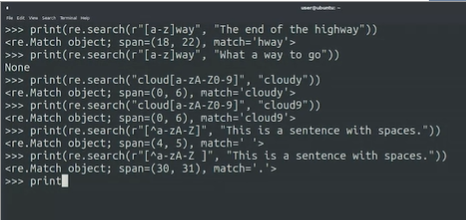 user@ubuntu: ~
File Edit View Search Terminal Help
>>> print(re.search(r"[a-z]way", "The end of the highway"))
<re.Match object; span=(18, 22), match='hway'>
>>> print(re.search(r"[a-z]way", "What a way to go"))
None
>>> print(re.search("cloud[a-zA-Z0-9]", "cloudy"))
<re.Match object; span=(0, 6), match='cloudy'>
>>> print(re.search("cloud[a-zA-Z0-9]", "cloud9"))
<re.Match object; span=(0, 6), match='cloud9'>
>>> print(re.search(r"[^a-zA-Z]", "This is a sentence with spaces."))
<re.Match object; span=(4, 5), match=' '>
>>> print(re.search(r"[^a-zA-Z ]", "This is a sentence with spaces."))
<re.Match object; span=(30, 31), match='.'>
>>> print